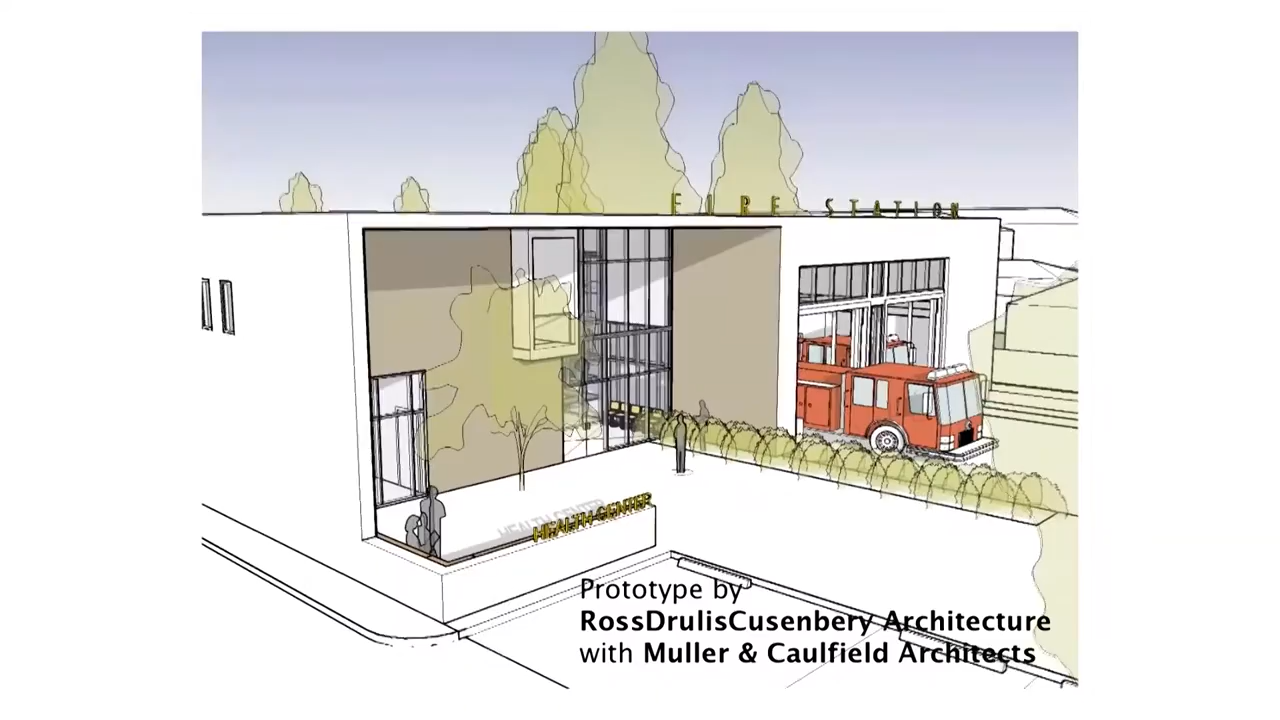 FIRE STATION
HEALTH CENTER
Prototype by
RossDrulisCusenbery Architecture
with Muller & Caulfield Architects